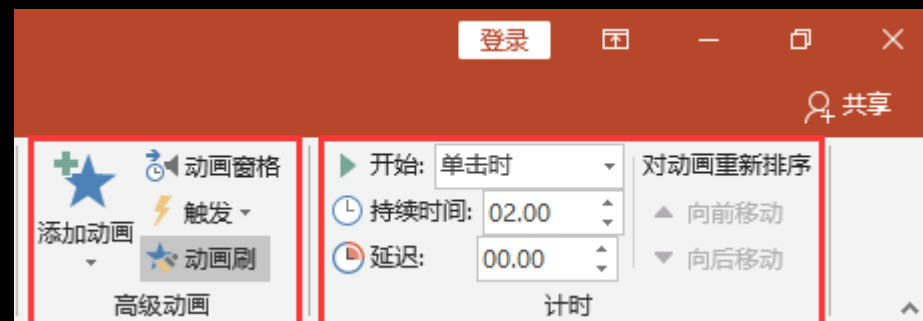 登录
共享
添加动画
动画窗格
触发
动画刷
高级动画
开始: 单击时
持续时间: 02.00
延迟: 00.00
对动画重新排序
向前移动
向后移动
计时